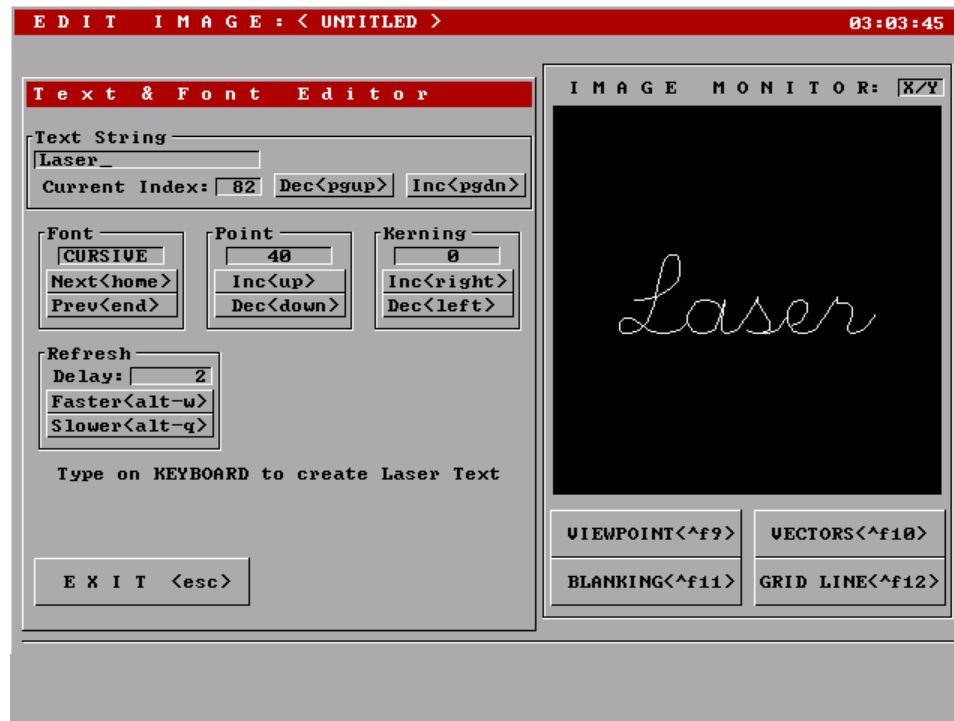 E D I T   I M A G E : < UNTITLED >   03:03:45
T e x t   &   F o n t   E d i t o r
Text String
Laser_
Current Index: 82 Dec<pgup> Inc<pgdn>
Font Point Kerning
CURSIVE 40 0
Next<home> Inc<up> Inc<right>
Prev<end> Dec<down> Dec<left>
Refresh
Delay: 2
Faster<alt-w>
Slower<alt-q>
Type on KEYBOARD to create Laser Text
E X I T <esc>
I M A G E   M O N I T O R: X/Y
Laser
VIEWPOINT<^f9> VECTORS<^f10>
BLANKING<^f11> GRID LINE<^f12>